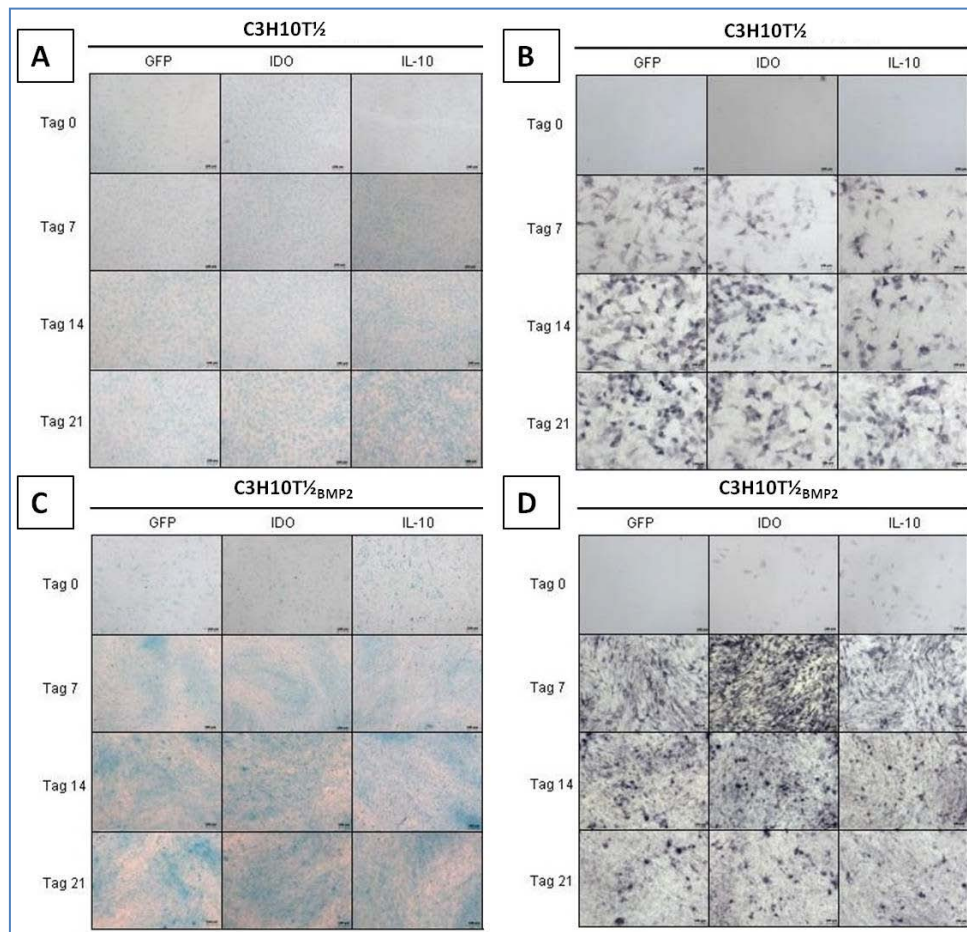 A
C3H10T½
GFP IDO IL-10
Tag 0
Tag 7
Tag 14
Tag 21
B
C3H10T½
GFP IDO IL-10
Tag 0
Tag 7
Tag 14
Tag 21
C
C3H10T½BMP2
GFP IDO IL-10
Tag 0
Tag 7
Tag 14
Tag 21
D
C3H10T½BMP2
GFP IDO IL-10
Tag 0
Tag 7
Tag 14
Tag 21